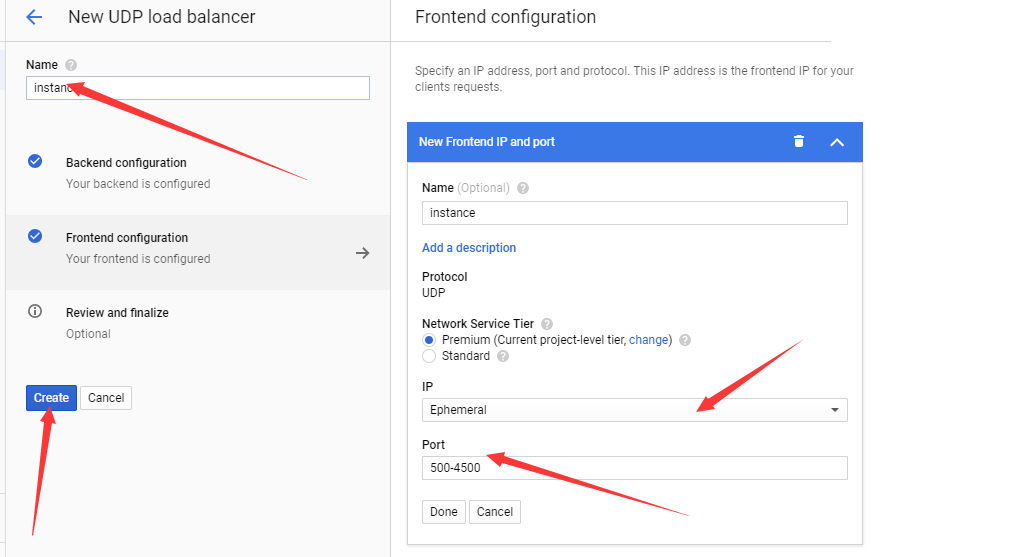 New UDP load balancer
Name
Backend configuration
Your backend is configured
Frontend configuration
Your frontend is configured
Review and finalize
Optional
Create
Cancel
Frontend configuration
Specify an IP address, port and protocol. This IP address is the frontend IP for your
clients requests.
New Frontend IP and port
Name (Optional)
instance
Add a description
Protocol
UDP
Network Service Tier
Premium (Current project-level tier, change)
Standard
IP
Ephemeral
Port
500-4500
Done
Cancel